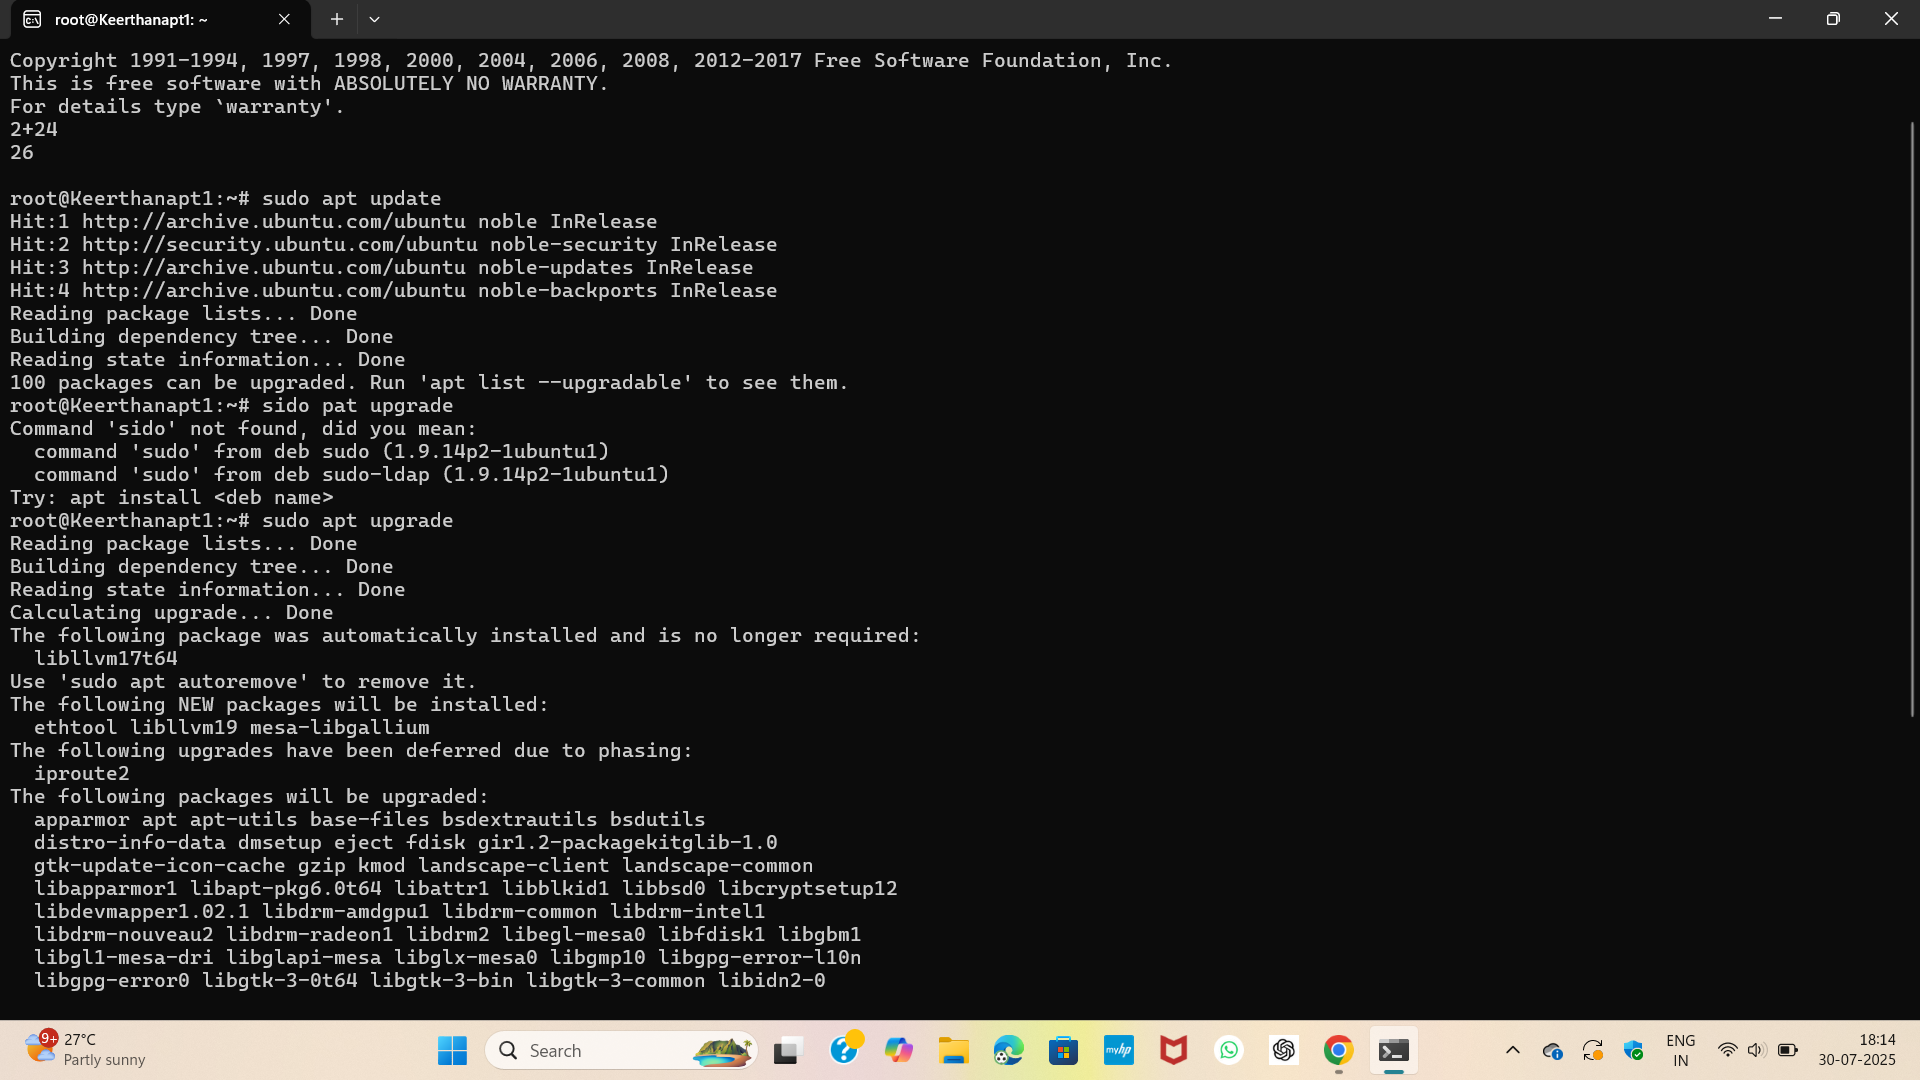 root@Keerthanapt1: ~
Copyright 1991-1994, 1997, 1998, 2000, 2004, 2006, 2008, 2012-2017 Free Software Foundation, Inc.
This is free software with ABSOLUTELY NO WARRANTY.
For details type `warranty'.
2+24
26
root@Keerthanapt1:~# sudo apt update
Hit:1 http://archive.ubuntu.com/ubuntu noble InRelease
Hit:2 http://security.ubuntu.com/ubuntu noble-security InRelease
Hit:3 http://archive.ubuntu.com/ubuntu noble-updates InRelease
Hit:4 http://archive.ubuntu.com/ubuntu noble-backports InRelease
Reading package lists... Done
Building dependency tree... Done
Reading state information... Done
100 packages can be upgraded. Run 'apt list --upgradable' to see them.
root@Keerthanapt1:~# sido pat upgrade
Command 'sido' not found, did you mean:
  command 'sudo' from deb sudo (1.9.14p2-1ubuntu1)
  command 'sudo' from deb sudo-ldap (1.9.14p2-1ubuntu1)
Try: apt install <deb name>
root@Keerthanapt1:~# sudo apt upgrade
Reading package lists... Done
Building dependency tree... Done
Reading state information... Done
Calculating upgrade... Done
The following package was automatically installed and is no longer required:
  libllvm17t64
Use 'sudo apt autoremove' to remove it.
The following NEW packages will be installed:
  ethtool libllvm19 mesa-libgallium
The following upgrades have been deferred due to phasing:
  iproute2
The following packages will be upgraded:
  apparmor apt apt-utils base-files bsdextrautils bsdutils
  distro-info-data dmsetup eject fdisk gir1.2-packagekitglib-1.0
  gtk-update-icon-cache gzip kmod landscape-client landscape-common
  libapparmor1 libapt-pkg6.0t64 libattr1 libblkid1 libbsd0 libcryptsetup12
  libdevmapper1.02.1 libdrm-amdgpu1 libdrm-common libdrm-intel1
  libdrm-nouveau2 libdrm-radeon1 libdrm2 libegl-mesa0 libfdisk1 libgbm1
  libgl1-mesa-dri libglapi-mesa libglx-mesa0 libgmp10 libgpg-error-l10n
  libgpg-error0 libgtk-3-0t64 libgtk-3-bin libgtk-3-common libidn2-0
9+
27°C
Partly sunny
Search
myhp
ENG
IN
18:14
30-07-2025